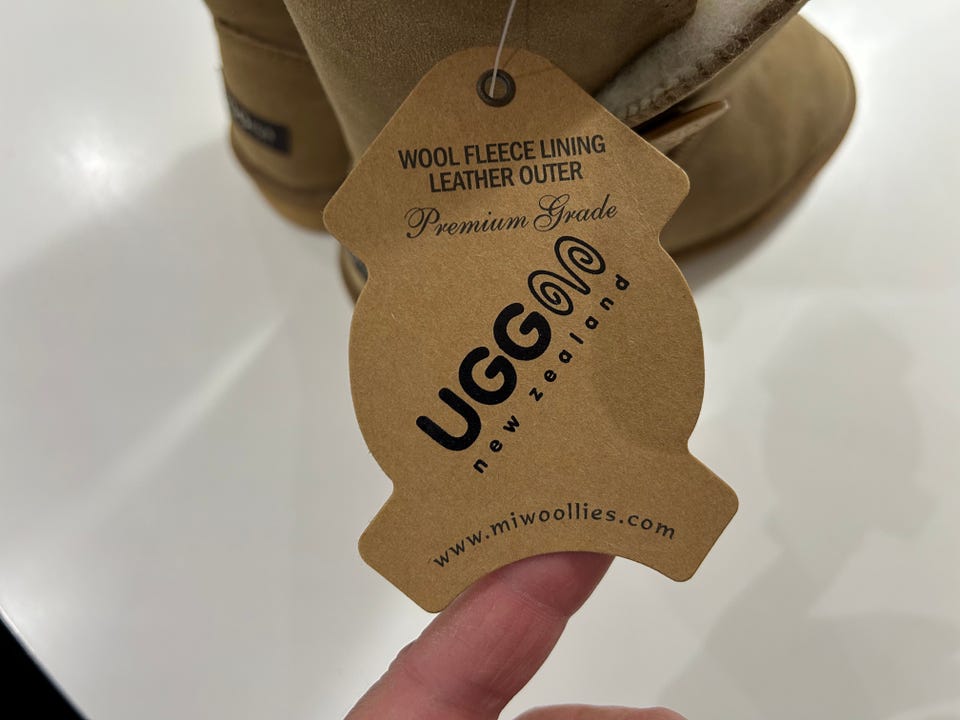 WOOL FLEECE LINING
LEATHER OUTER
Premium Grade
UGG
new zealand
www.miwoollies.com